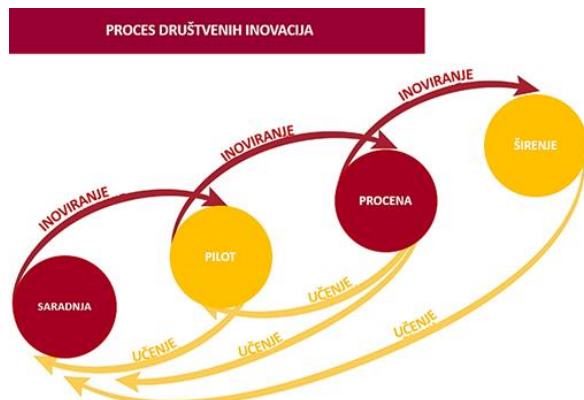 PROCES DRUŠTVENIH INOVACIJA
INOVIRANJE
INOVIRANJE
INOVIRANJE
ŠIRENJE
PROCENA
PILOT
SARADNJA
UČENJE
UČENJE
UČENJE
UČENJE